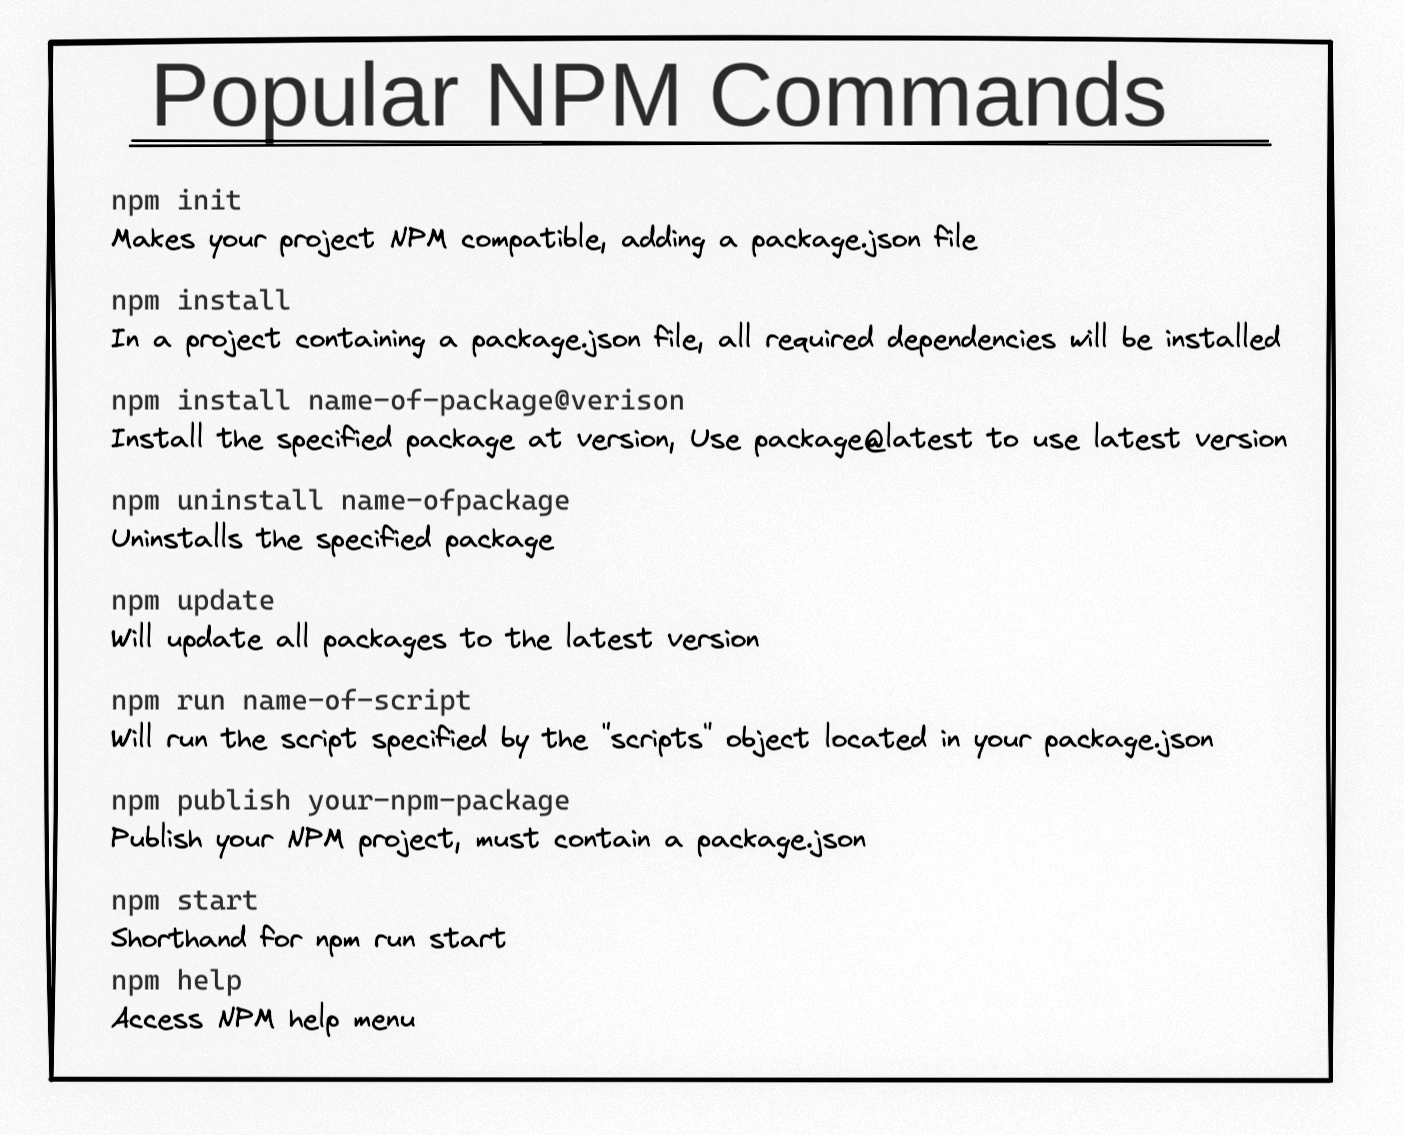 Popular NPM Commands
npm init
Makes your project NPM compatible, adding a package.json file
npm install
In a project containing a package.json file, all required dependencies will be installed
npm install name-of-package@verison
Install the specified package at version, Use package@latest to use latest version
npm uninstall name-ofpackage
Uninstalls the specified package
npm update
Will update all packages to the latest version
npm run name-of-script
Will run the script specified by the "scripts" object located in your package.json
npm publish your-npm-package
Publish your NPM project, must contain a package.json
npm start
Shorthand for npm run start
npm help
Access NPM help menu